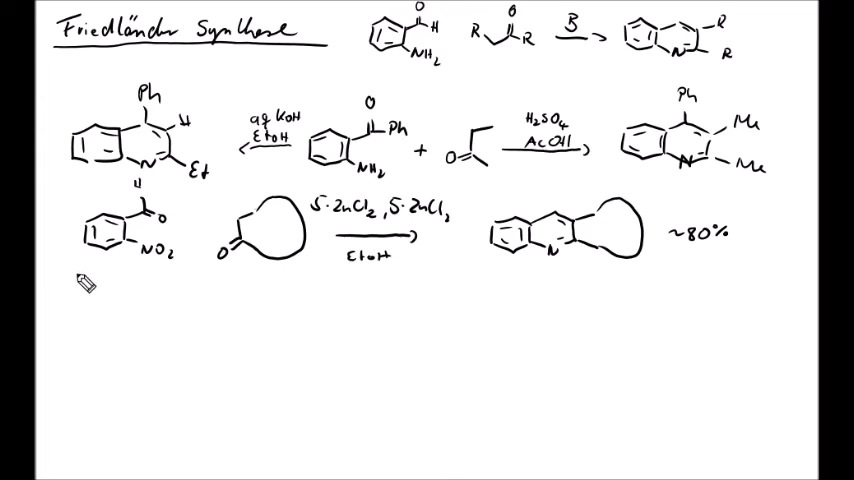 Friedländer Synthese
O H NH2 R O R B N R R
Ph H N Et aq KOH EtOH O Ph NH2 + O H2SO4 AcOH Ph Me N Me
H O NO2 O 5·ZnCl2, 5·ZnCl2 EtOH N ~80%